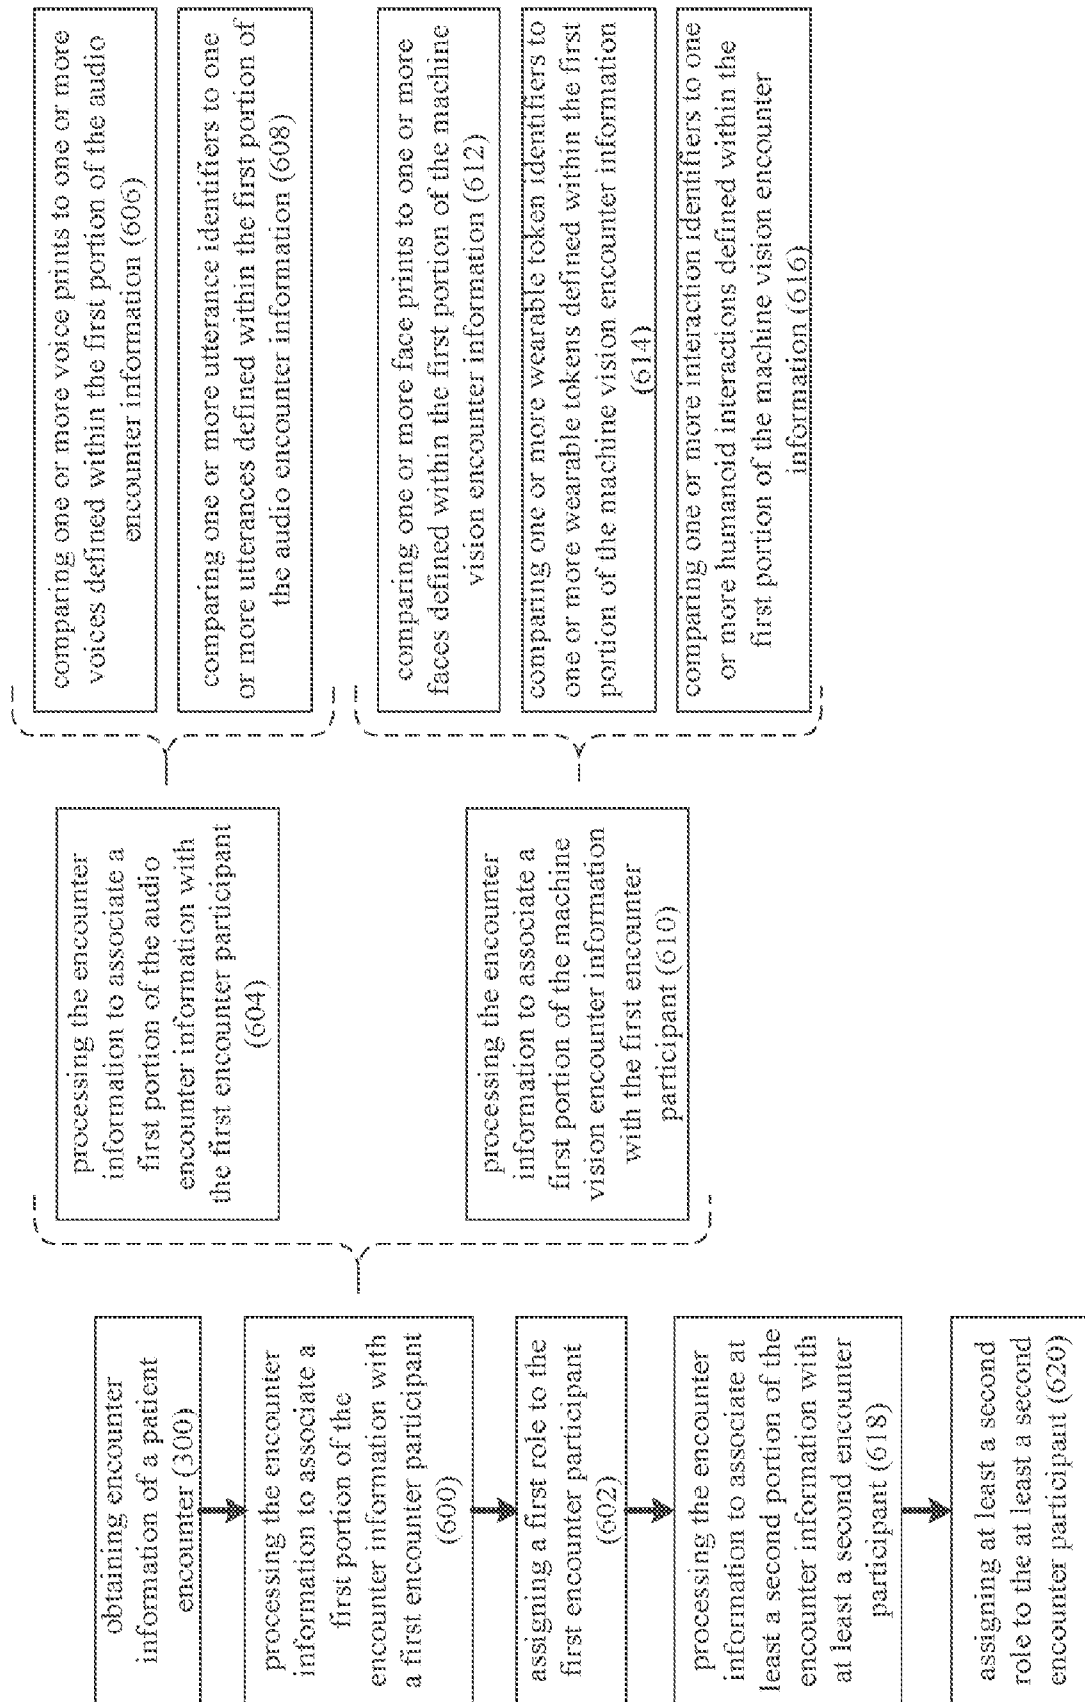 obtaining encounter
information of a patient
encounter (300)
processing the encounter
information to associate a
first portion of the
encounter information with
a first encounter participant
(600)
assigning a first role to the
first encounter participant
(602)
processing the encounter
information to associate at
least a second portion of the
encounter information with
at least a second encounter
participant (618)
assigning at least a second
role to the at least a second
encounter participant (620)
processing the encounter
information to associate a
first portion of the audio
encounter information with
the first encounter participant
(604)
processing the encounter
information to associate a
first portion of the machine
vision encounter information
with the first encounter
participant (610)
comparing one or more voice prints to one or more
voices defined within the first portion of the audio
encounter information (606)
comparing one or more utterance identifiers to one
or more utterances defined within the first portion of
the audio encounter information (608)
comparing one or more face prints to one or more
faces defined within the first portion of the machine
vision encounter information (612)
comparing one or more wearable token identifiers to
one or more wearable tokens defined within the first
portion of the machine vision encounter information
(614)
comparing one or more interaction identifiers to one
or more humanoid interactions defined within the
first portion of the machine vision encounter
information (616)